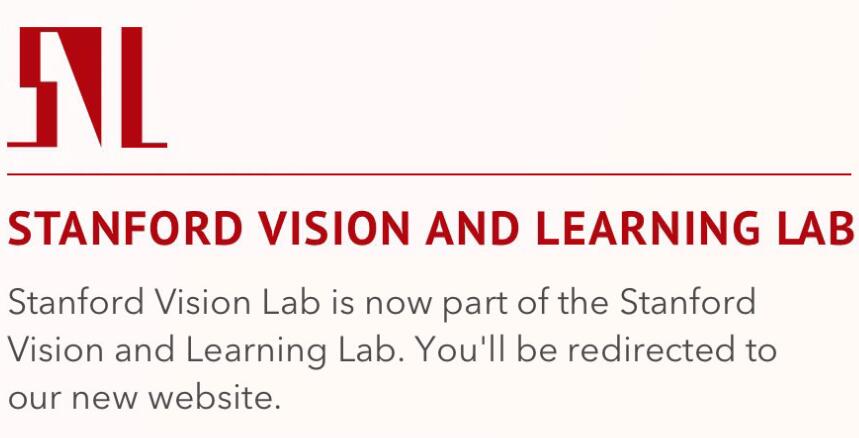 SVL
STANFORD VISION AND LEARNING LAB
Stanford Vision Lab is now part of the Stanford
Vision and Learning Lab. You'll be redirected to
our new website.